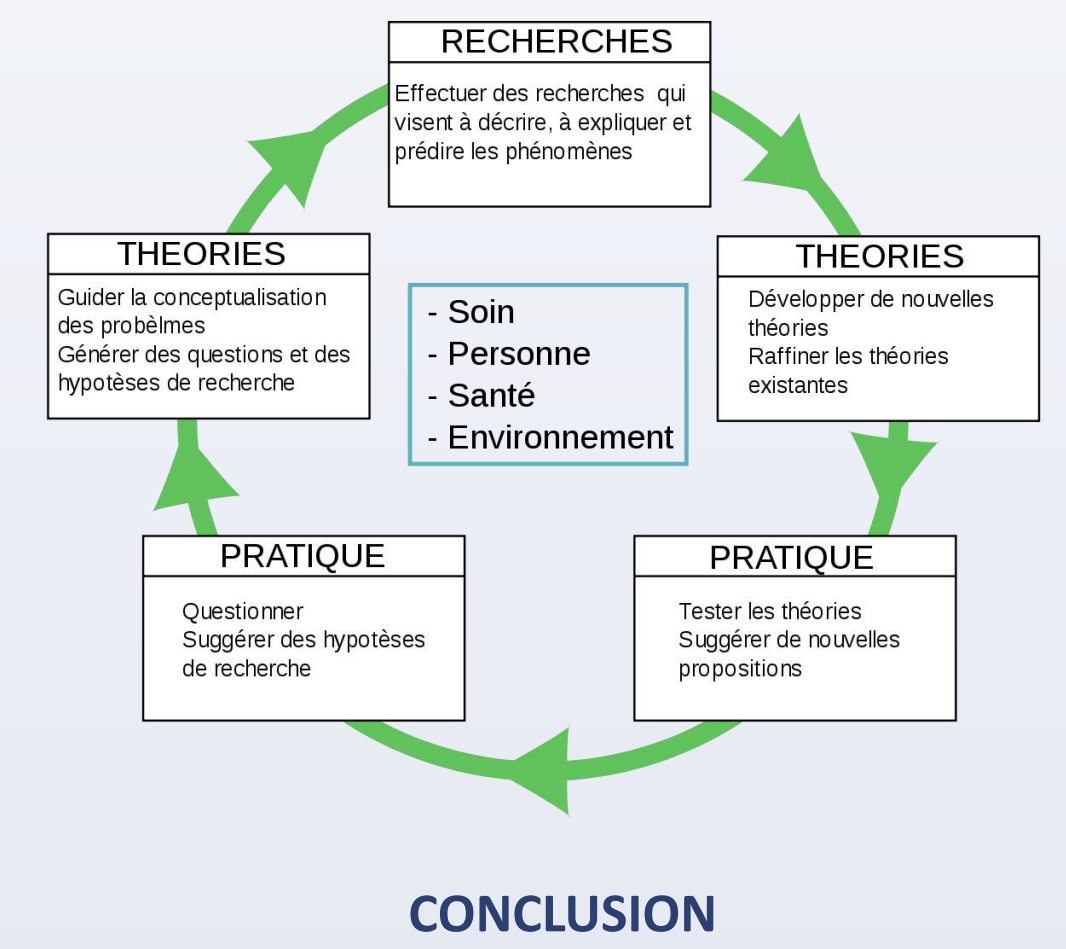 RECHERCHES
Effectuer des recherches qui
visent à décrire, à expliquer et
prédire les phénomènes
THEORIES
Guider la conceptualisation
des probèlmes
Générer des questions et des
hypotèses de recherche
- Soin
- Personne
- Santé
- Environnement
THEORIES
Développer de nouvelles
théories
Raffiner les théories
existantes
PRATIQUE
Questionner
Suggérer des hypotèses
de recherche
PRATIQUE
Tester les théories
Suggérer de nouvelles
propositions
CONCLUSION